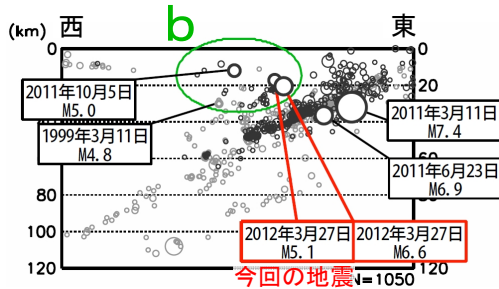 (km) 西 b 東
0 0
2011年10月5日
M5.0
20
2011年3月11日
M7.4
1999年3月11日
M4.8
2011年6月23日
M6.9
60
80
2012年3月27日
M5.1
2012年3月27日
M6.6
100
120 120
今回の地震
N=1050